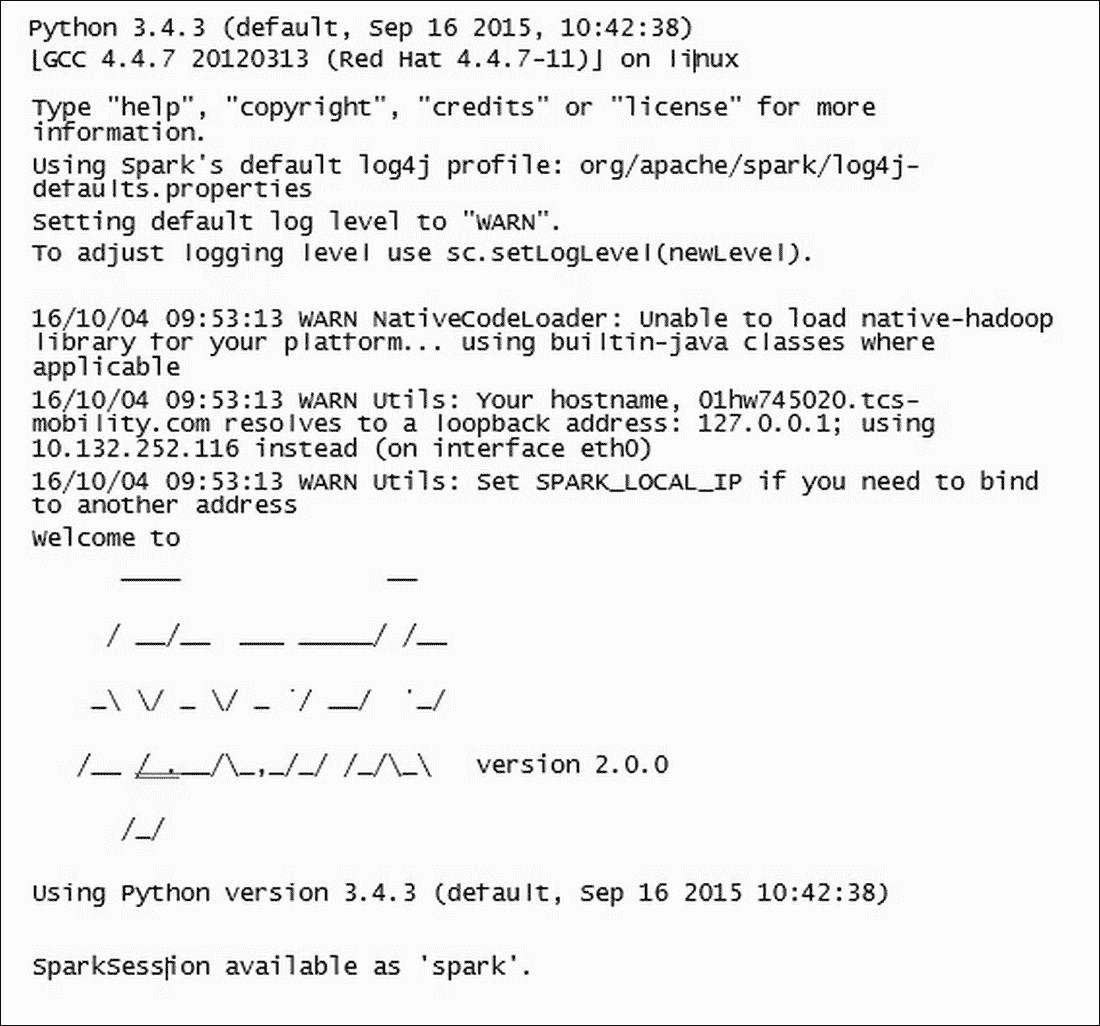 Python 3.4.3 (default, Sep 16 2015, 10:42:38)
[GCC 4.4.7 20120313 (Red Hat 4.4.7-11)] on linux
Type "help", "copyright", "credits" or "license" for more
information.
Using Spark's default log4j profile: org/apache/spark/log4j-
defaults.properties
Setting default log level to "WARN".
To adjust logging level use sc.setLogLevel(newLevel).
16/10/04 09:53:13 WARN NativeCodeLoader: Unable to load native-hadoop
library for your platform... using builtin-java classes where
applicable
16/10/04 09:53:13 WARN Utils: Your hostname, 01hw745020.tcs-
mobility.com resolves to a loopback address: 127.0.0.1; using
10.132.252.116 instead (on interface eth0)
16/10/04 09:53:13 WARN Utils: Set SPARK_LOCAL_IP if you need to bind
to another address
Welcome to
      ____              __
     / __/__  ___ _____/ /__
    _\ \/ _ \/ _ `/ __/  '_/
   /__ / .__/\_,_/_/ /_/\_\   version 2.0.0
      /_/
Using Python version 3.4.3 (default, Sep 16 2015 10:42:38)
SparkSession available as 'spark'.